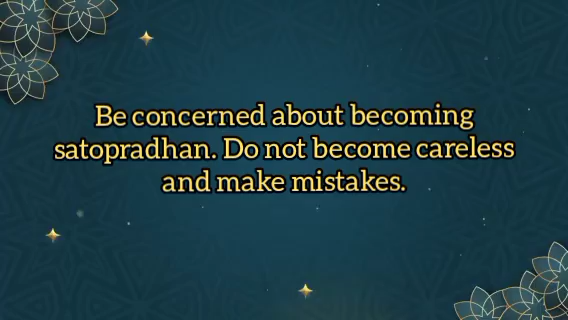 Be concerned about becoming
satopradhan. Do not become careless
and make mistakes.